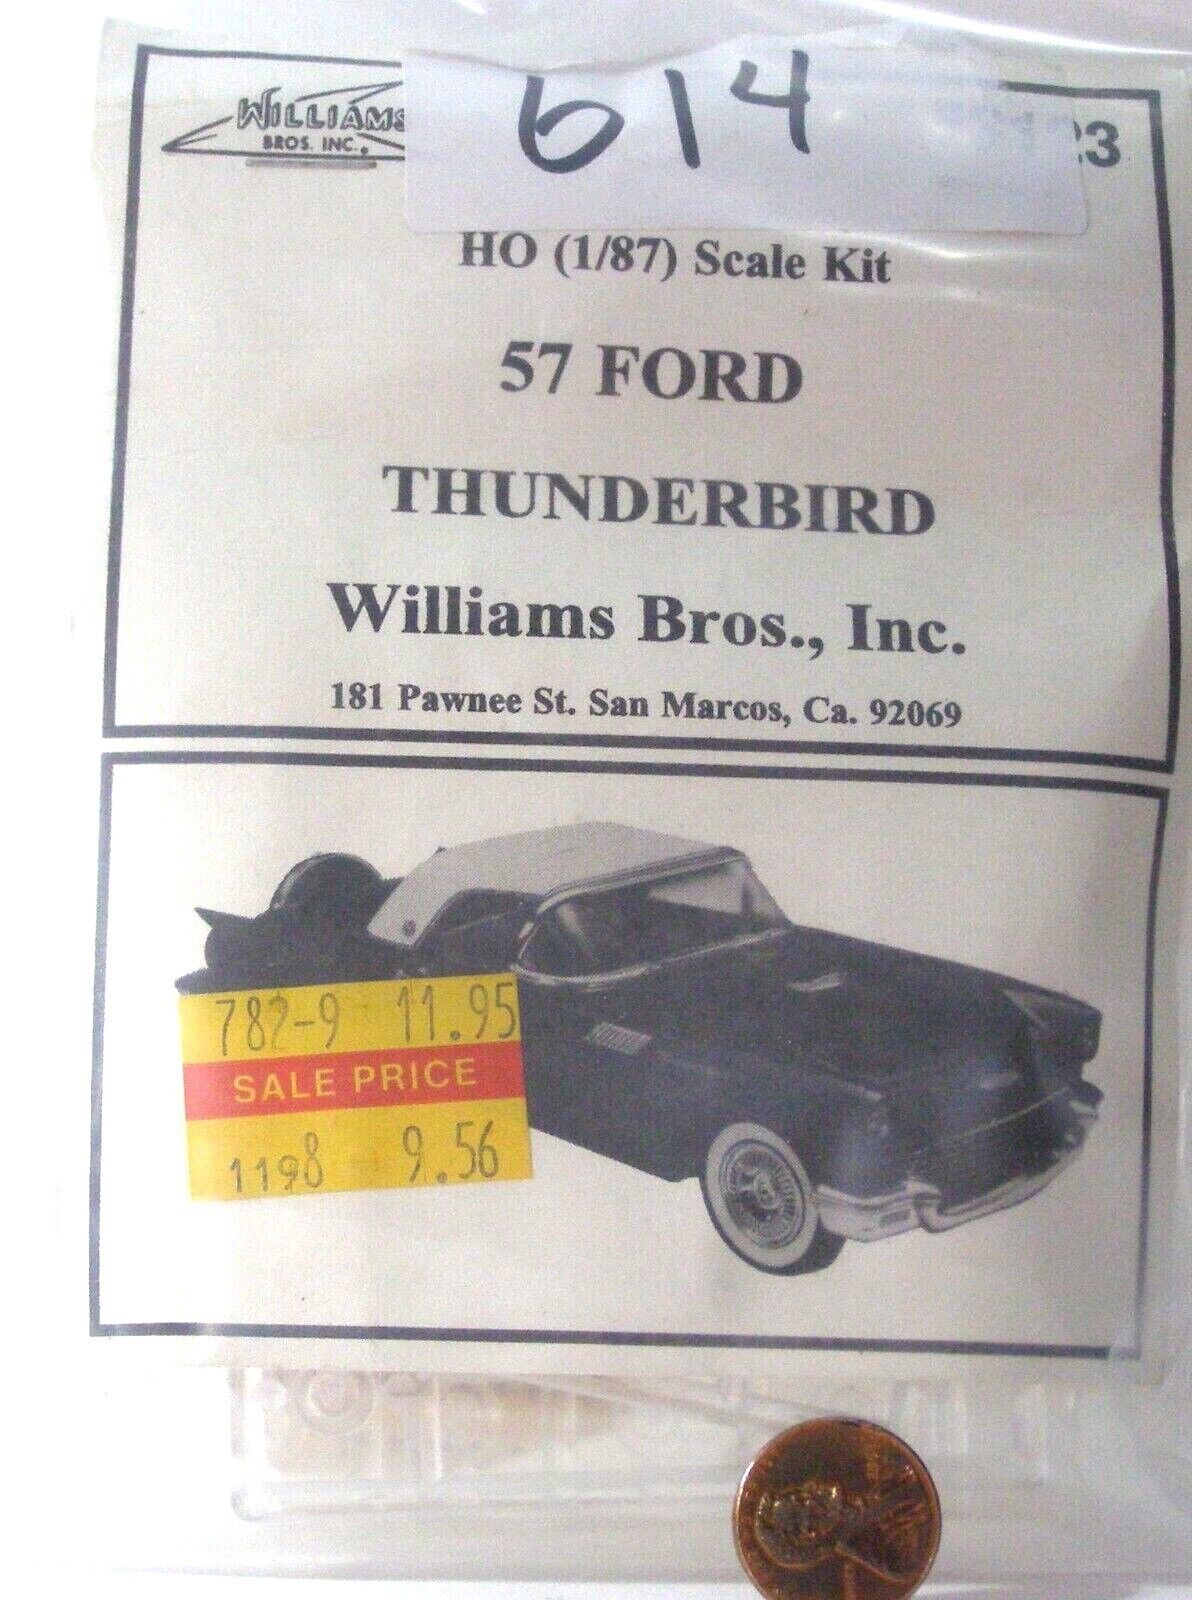 WILLIAMS
BROS. INC.
614
23
HO (1/87) Scale Kit
57 FORD
THUNDERBIRD
Williams Bros., Inc.
181 Pawnee St. San Marcos, Ca. 92069
782-9 11.95
SALE PRICE
1198 9.56